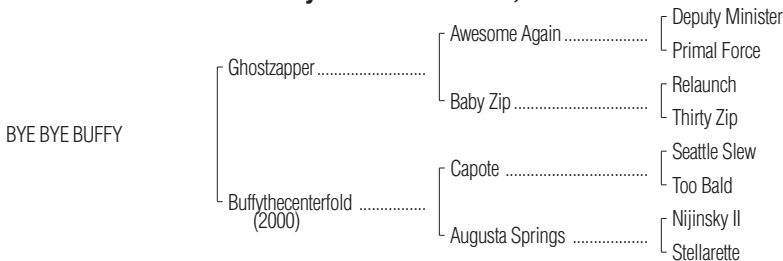 Deputy Minister
Awesome Again ....................
Primal Force
Ghostzapper ..........................
Relaunch
Baby Zip ................................
Thirty Zip
BYE BYE BUFFY
Seattle Slew
Capote ..................................
Too Bald
Buffythecenterfold ................
(2000)
Nijinsky II
Augusta Springs ..................
Stellarette